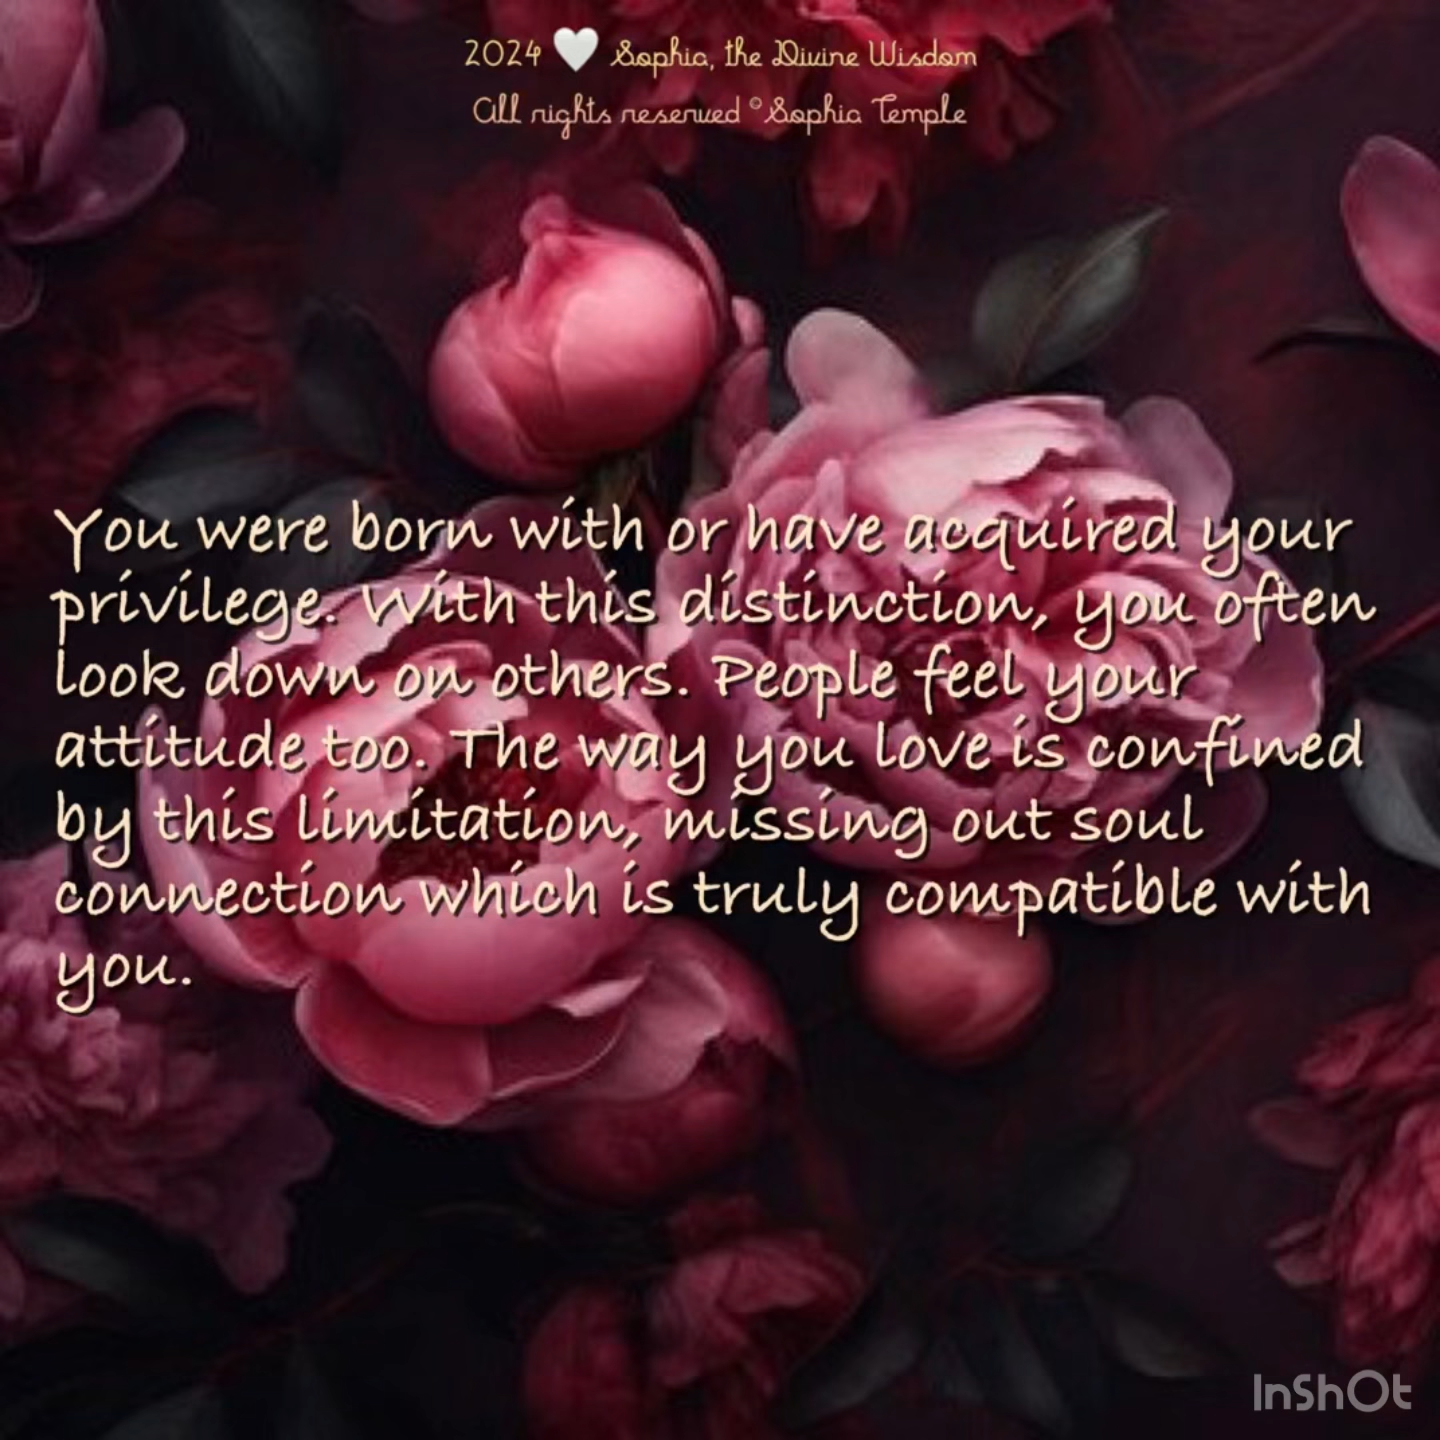 2024 🤍 Sophia, the Divine Wisdom
All rights reserved ©Sophia Temple
You were born with or have acquired your
privilege. With this distinction, you often
look down on others. People feel your
attitude too. The way you love is confined
by this limitation, missing out soul
connection which is truly compatible with
you.
InShOt